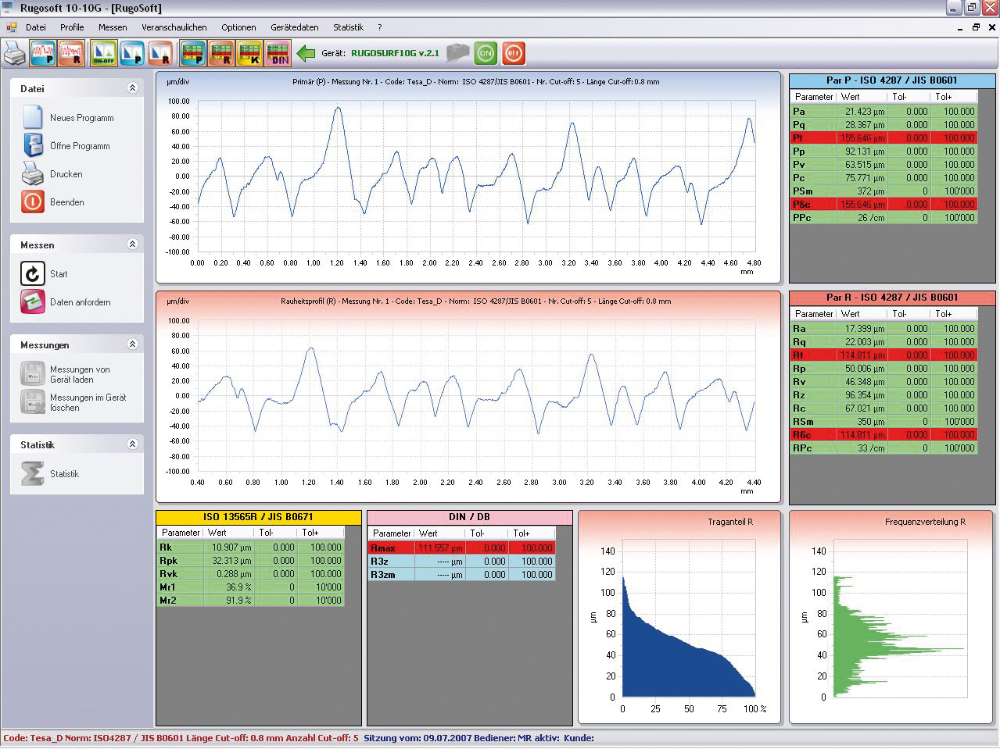 Rugosoft 10-10G - [RugoSoft]
Datei Profile Messen Veranschaulichen Optionen Gerätedaten Statistik ?
P R ON-OFF P R P R K DIN Gerät: RUGOSURF10G v.2.1 ON OFF
Datei
Neues Programm
Öffne Programm
Drucken
Beenden
Messen
Start
Daten anfordern
Messungen
Messungen von
Gerät laden
Messungen im Gerät
löschen
Statistik
Statistik
µm/div Primär (P) - Messung Nr. 1 - Code: Tesa_D - Norm: ISO 4287/JIS B0601 - Nr. Cut-off: 5 - Länge Cut-off: 0.8 mm
100.00
80.00
60.00
40.00
20.00
0.00
-20.00
-40.00
-60.00
-80.00
-100.00
0.00 0.20 0.40 0.60 0.80 1.00 1.20 1.40 1.60 1.80 2.00 2.20 2.40 2.60 2.80 3.00 3.20 3.40 3.60 3.80 4.00 4.20 4.40 4.60 4.80
mm
Par P - ISO 4287 / JIS B0601
Parameter Wert Tol- Tol+
Pa 21.423 µm 0.000 100.000
Pq 28.367 µm 0.000 100.000
Pt 155.646 µm 0.000 100.000
Pp 92.131 µm 0.000 100.000
Pv 63.515 µm 0.000 100.000
Pc 75.771 µm 0.000 100.000
PSm 372 µm 0 100'000
Pδc 155.646 µm 0.000 100.000
PPc 26 /cm 0 100'000
µm/div Rauheitsprofil (R) - Messung Nr. 1 - Code: Tesa_D - Norm: ISO 4287/JIS B0601 - Nr. Cut-off: 5 - Länge Cut-off: 0.8 mm
100.00
80.00
60.00
40.00
20.00
0.00
-20.00
-40.00
-60.00
-80.00
-100.00
0.40 0.60 0.80 1.00 1.20 1.40 1.60 1.80 2.00 2.20 2.40 2.60 2.80 3.00 3.20 3.40 3.60 3.80 4.00 4.20 4.40
mm
Par R - ISO 4287 / JIS B0601
Parameter Wert Tol- Tol+
Ra 17.399 µm 0.000 100.000
Rq 22.003 µm 0.000 100.000
Rt 114.811 µm 0.000 100.000
Rp 50.006 µm 0.000 100.000
Rv 46.348 µm 0.000 100.000
Rz 96.354 µm 0.000 100.000
Rc 67.021 µm 0.000 100.000
RSm 350 µm 0 100'000
Rδc 114.811 µm 0.000 100.000
RPc 33 /cm 0 100'000
ISO 13565R / JIS B0671
Parameter Wert Tol- Tol+
Rk 10.907 µm 0.000 100.000
Rpk 32.313 µm 0.000 100.000
Rvk 0.288 µm 0.000 100.000
Mr1 36.9 % 0 10'000
Mr2 91.9 % 0 10'000
DIN / DB
Parameter Wert Tol- Tol+
Rmax 111.557 µm 0.000 100.000
R3z ----- µm 0.000 100.000
R3zm ----- µm 0.000 100.000
Traganteil R
140
120
100
80
60
40
20
0
µm
0 25 50 75 100 %
Frequenzverteilung R
140
120
100
80
60
40
20
0
µm
Code: Tesa_D Norm: ISO4287 / JIS B0601 Länge Cut-off: 0.8 mm Anzahl Cut-off: 5 Sitzung vom: 09.07.2007 Bediener: MR aktiv: Kunde: